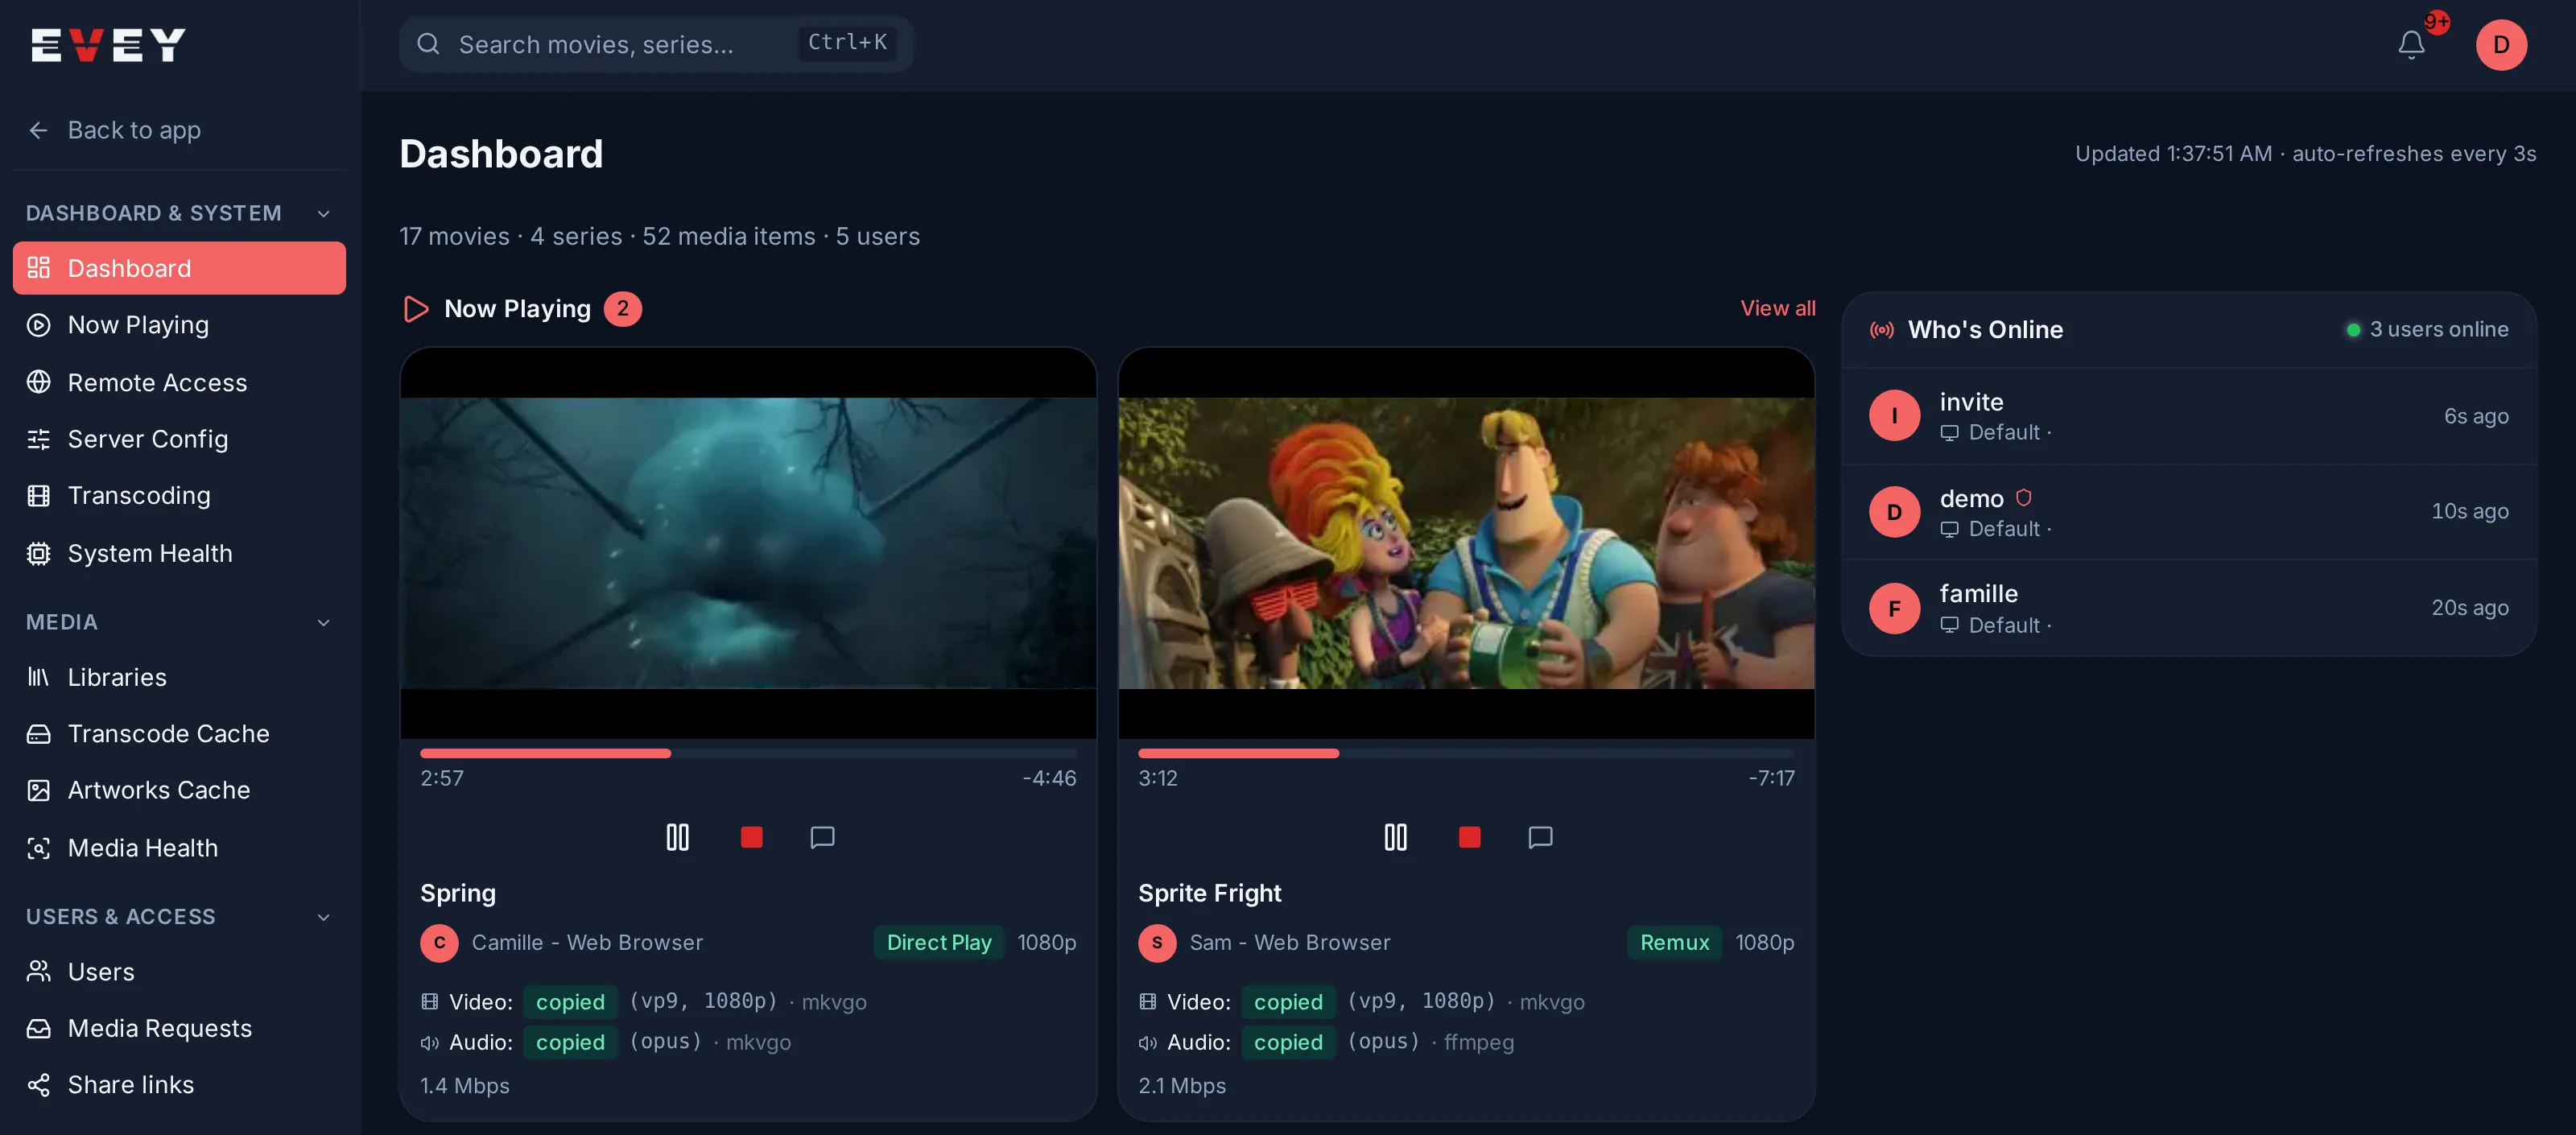 EVEY
Search movies, series...
Ctrl+K
9+
D
Back to app
DASHBOARD & SYSTEM
Dashboard
Now Playing
Remote Access
Server Config
Transcoding
System Health
MEDIA
Libraries
Transcode Cache
Artworks Cache
Media Health
USERS & ACCESS
Users
Media Requests
Share links
Dashboard
Updated 1:37:51 AM · auto-refreshes every 3s
17 movies · 4 series · 52 media items · 5 users
Now Playing 2
View all
2:57
-4:46
Spring
C Camille - Web Browser
Direct Play 1080p
Video: copied (vp9, 1080p) · mkvgo
Audio: copied (opus) · mkvgo
1.4 Mbps
3:12
-7:17
Sprite Fright
S Sam - Web Browser
Remux 1080p
Video: copied (vp9, 1080p) · mkvgo
Audio: copied (opus) · ffmpeg
2.1 Mbps
Who's Online
3 users online
I
invite
Default ·
6s ago
D
demo
Default ·
10s ago
F
famille
Default ·
20s ago